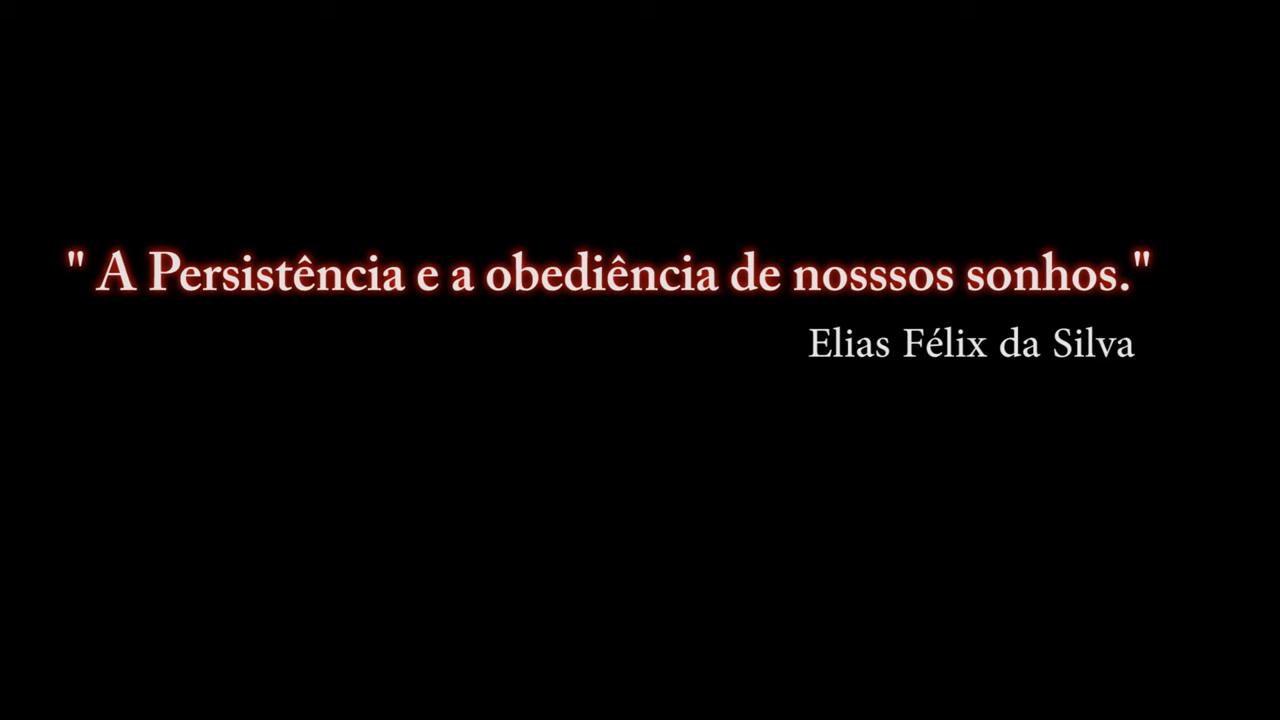 " A Persistência e a obediência de nosssos sonhos."
Elias Félix da Silva